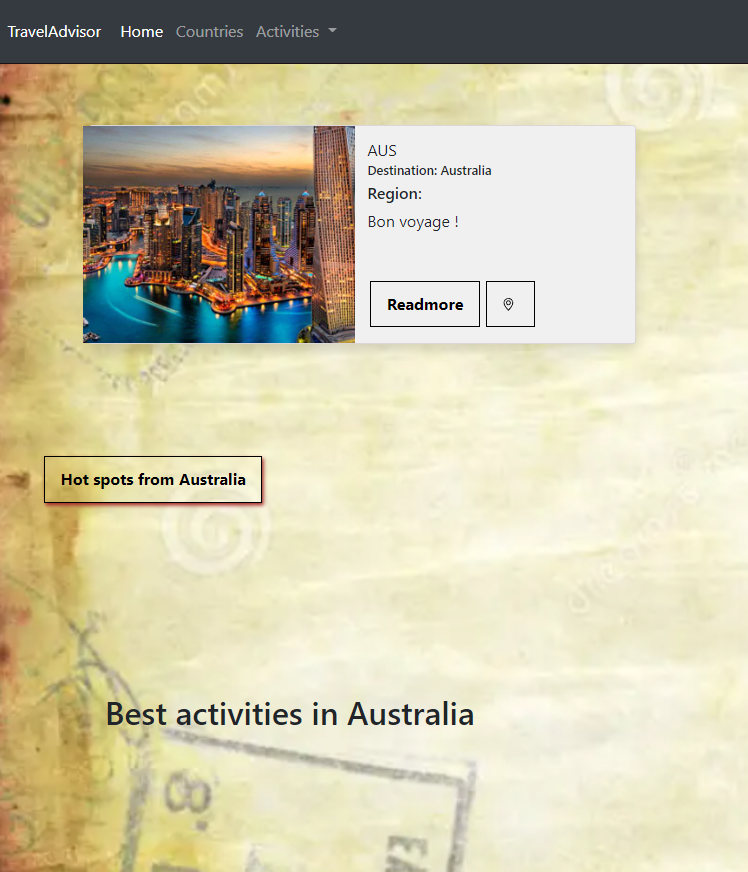 TravelAdvisor Home Countries Activities
AUS
Destination: Australia
Region:
Bon voyage !
Readmore
Hot spots from Australia
Best activities in Australia